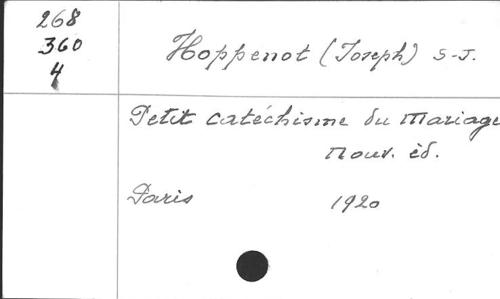 268
360
4
Hoppenot (Joseph) S-J.
Petit catéchisme du Mariage
Nouv. éd.
Paris 1920